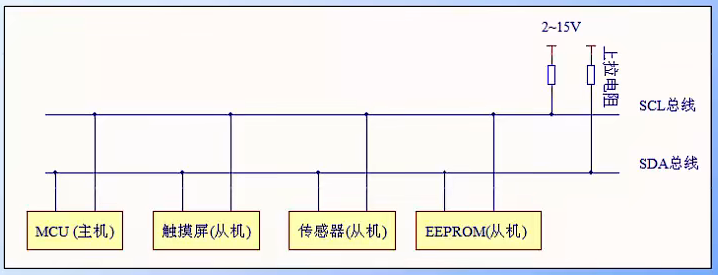 2~15V
上拉电阻
SCL总线
SDA总线
MCU (主机)
触摸屏(从机)
传感器(从机)
EEPROM(从机)